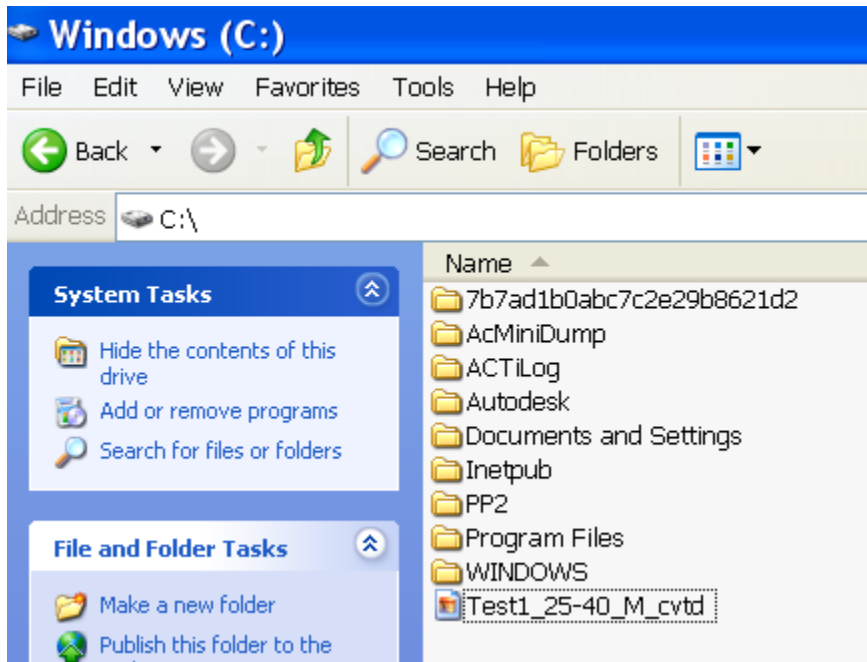 Windows (C:)
File Edit View Favorites Tools Help
Back Search Folders
Address C:\
Name
System Tasks
Hide the contents of this
drive
Add or remove programs
Search for files or folders
File and Folder Tasks
Make a new folder
Publish this folder to the
7b7ad1b0abc7c2e29b8621d2
AcMiniDump
ACTiLog
Autodesk
Documents and Settings
Inetpub
PP2
Program Files
WINDOWS
Test1_25-40_M_cvtd